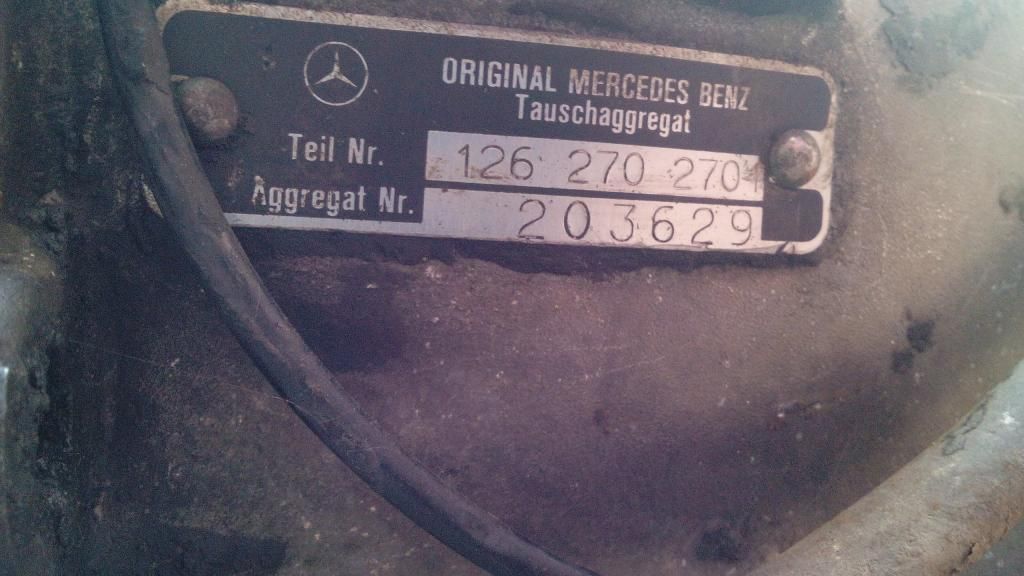 ORIGINAL MERCEDES BENZ
Tauschaggregat
Teil Nr. 126 270 2701
Aggregat Nr. 203629